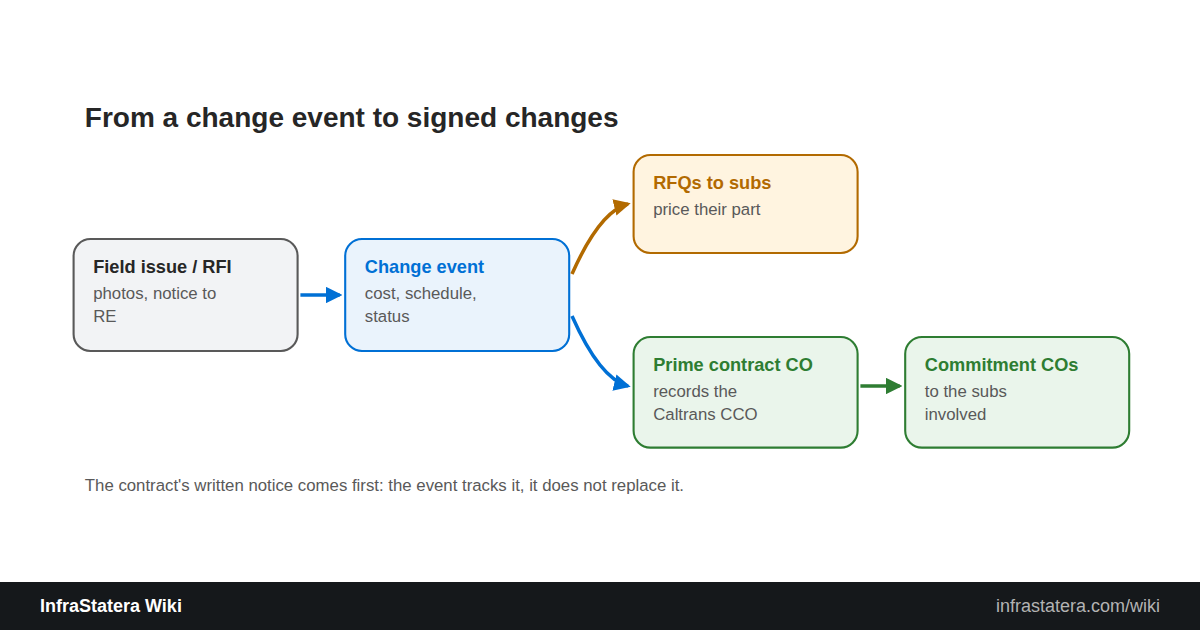 From a change event to signed changes
Field issue / RFI
photos, notice to
RE
Change event
cost, schedule,
status
RFQs to subs
price their part
Prime contract CO
records the
Caltrans CCO
Commitment COs
to the subs
involved
The contract's written notice comes first: the event tracks it, it does not replace it.
InfraStatera Wiki
infrastatera.com/wiki